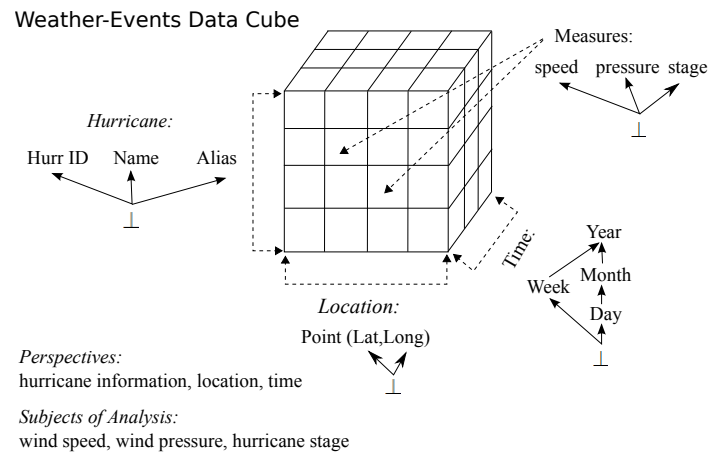 Weather-Events Data Cube
Measures:
speed pressure stage
⊥
Hurricane:
Hurr ID Name Alias
⊥
Time:
Year
Week Month
Day
⊥
Location:
Point (Lat,Long)
⊥
Perspectives:
hurricane information, location, time
Subjects of Analysis:
wind speed, wind pressure, hurricane stage